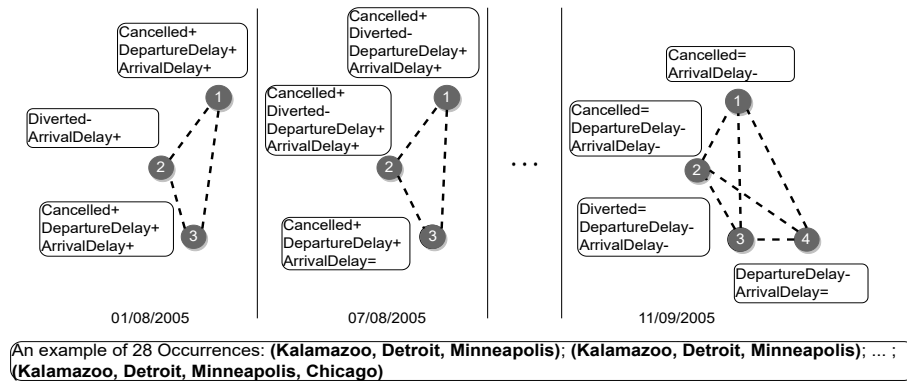 Cancelled+
DepartureDelay+
ArrivalDelay+
1
Diverted-
ArrivalDelay+
2
Cancelled+
DepartureDelay+
ArrivalDelay+
3
01/08/2005
Cancelled+
Diverted-
DepartureDelay+
ArrivalDelay+
1
Cancelled+
Diverted-
DepartureDelay+
ArrivalDelay+
2
Cancelled+
DepartureDelay+
ArrivalDelay=
3
07/08/2005
...
Cancelled=
ArrivalDelay-
1
Cancelled=
DepartureDelay-
ArrivalDelay-
2
Diverted=
DepartureDelay-
ArrivalDelay-
3
4
DepartureDelay-
ArrivalDelay=
11/09/2005
An example of 28 Occurrences: (Kalamazoo, Detroit, Minneapolis); (Kalamazoo, Detroit, Minneapolis); ... ;
(Kalamazoo, Detroit, Minneapolis, Chicago)